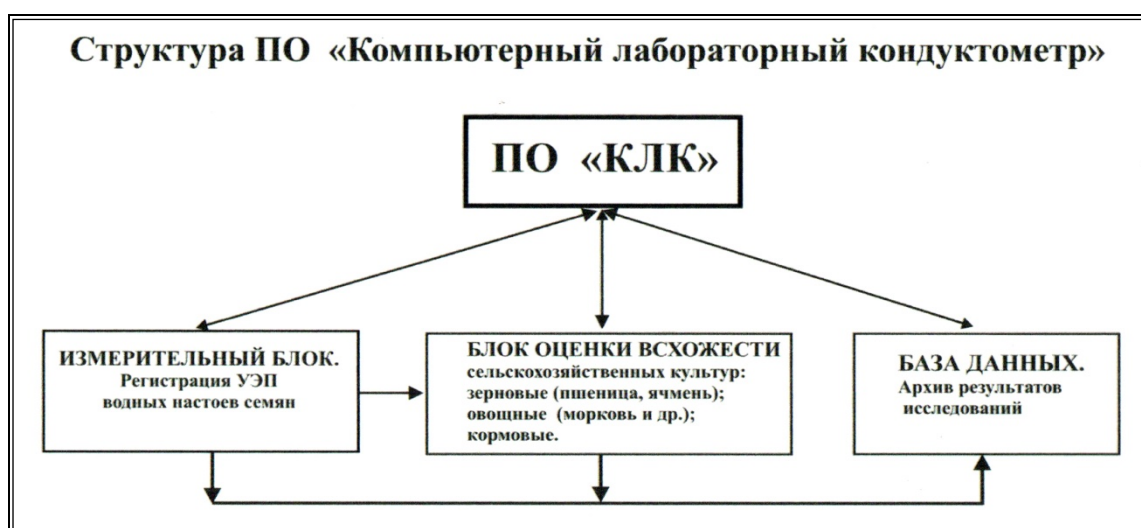 Структура ПО «Компьютерный лабораторный кондуктометр»
ПО «КЛК»
ИЗМЕРИТЕЛЬНЫЙ БЛОК.
Регистрация УЭП
водных настоев семян
БЛОК ОЦЕНКИ ВСХОЖЕСТИ
сельскохозяйственных культур:
зерновые (пшеница, ячмень);
овощные (морковь и др.);
кормовые.
БАЗА ДАННЫХ.
Архив результатов
исследований